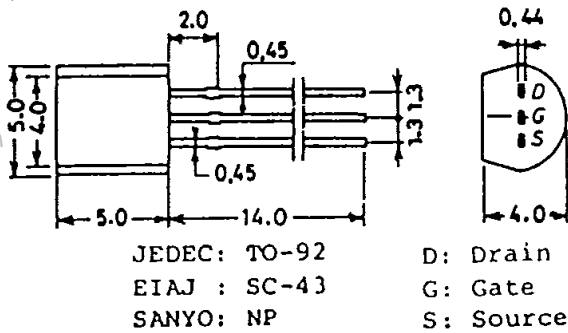 2.0
0.44
0,45
D
G
S
5.0
4.0
1.3
1.3
0,45
5.0
14.0
4.0
JEDEC: TO-92
D: Drain
EIAJ : SC-43
G: Gate
SANYO: NP
S: Source